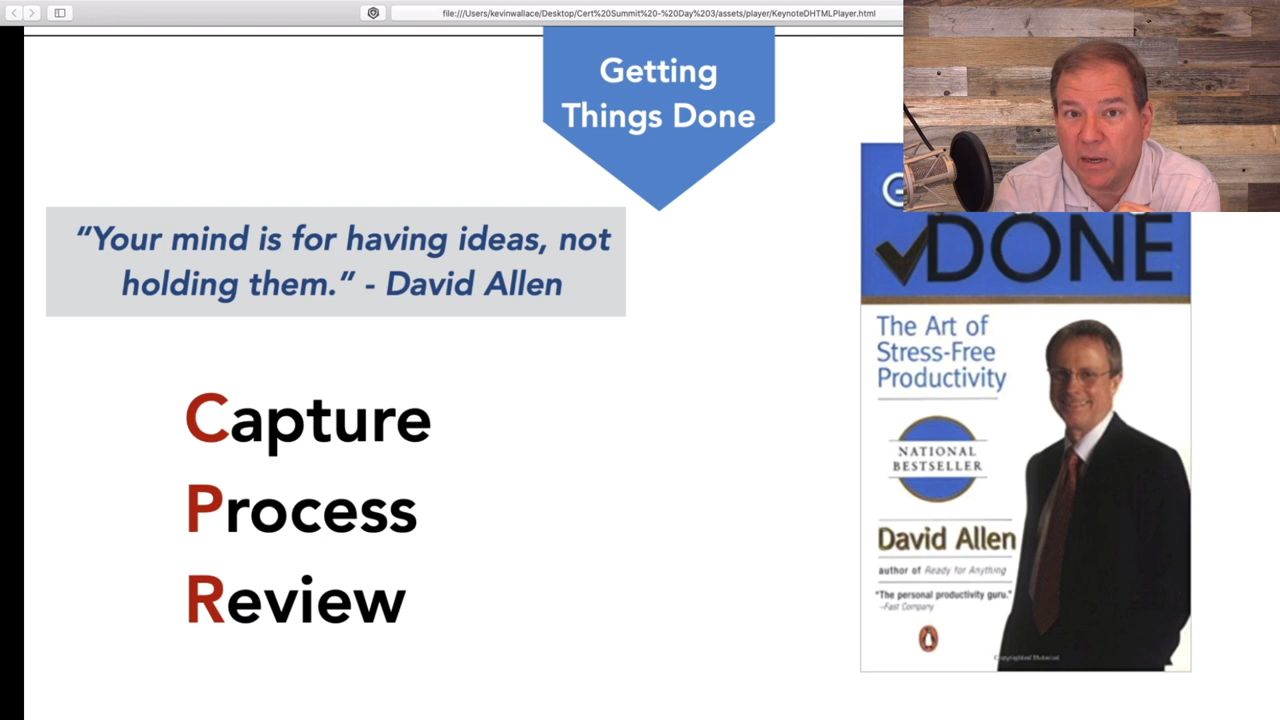 file:///Users/kevinwallace/Desktop/Cert%20Summit%20-%20Day%203/assets/player/KeynoteDHTMLPlayer.html
Getting
Things Done
“Your mind is for having ideas, not
holding them.” - David Allen
Capture
Process
Review
G
DONE
The Art of
Stress-Free
Productivity
NATIONAL
BESTSELLER
David Allen
author of Ready for Anything
"The personal productivity guru."
-Fast Company
Copyrighted Material